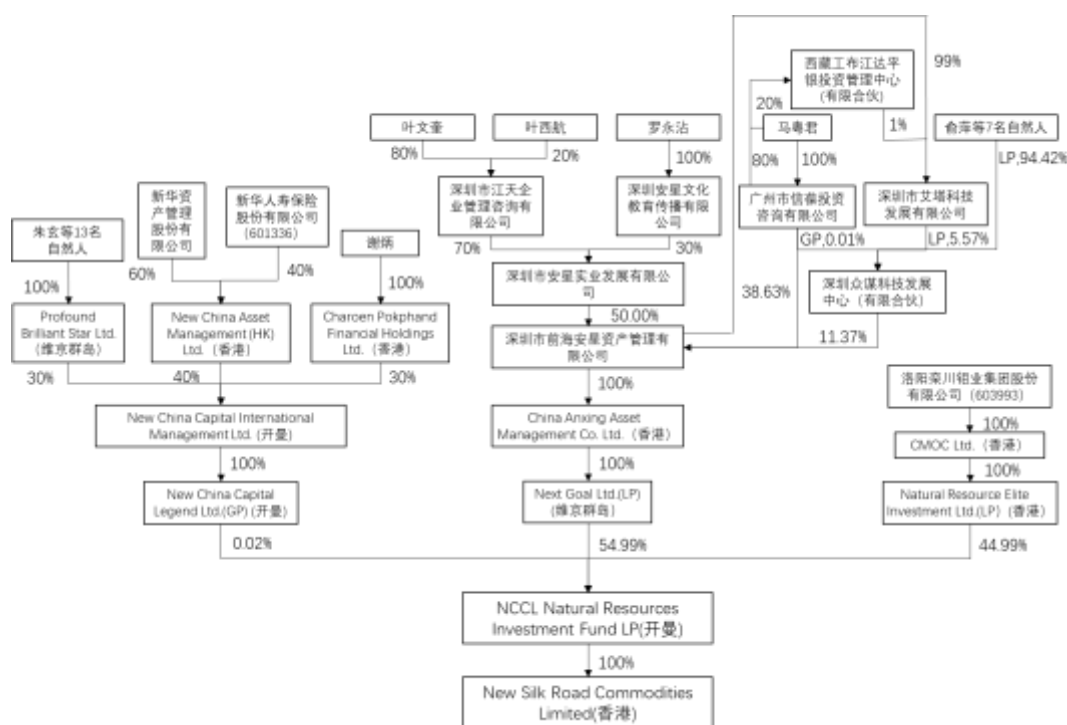 西藏工布江达平
银投资管理中心
(有限合伙)
99%
20%
1%
叶文奎
叶西航
罗永沾
马粤君
俞萍等7名自然人
80%
20%
100%
80%
100%
LP,94.42%
新华资
产管理
股份有
限公司
新华人寿保险
股份有限公司
(601336)
深圳市江天企
业管理咨询有
限公司
深圳安星文化
教育传播有限
公司
广州市信葆投资
咨询有限公司
深圳市艾塔科技
发展有限公司
朱玄等13名
自然人
谢炳
70%
30%
GP,0.01%
LP,5.57%
60%
40%
100%
100%
深圳市安星实业发展有限公
司
38.63%
深圳众谋科技发展
中心（有限合伙）
50.00%
Profound
Brilliant Star Ltd.
(维京群岛)
New China Asset
Management (HK)
Ltd.（香港）
Charoen Pokphand
Financial Holdings
Ltd.（香港）
深圳市前海安星资产管理有
限公司
11.37%
30%
40%
30%
100%
洛阳栾川钼业集团股份
有限公司（603993）
New China Capital International
Management Ltd. (开曼)
China Anxing Asset
Management Co. Ltd.（香港）
100%
CMOC Ltd.（香港）
100%
100%
100%
New China Capital
Legend Ltd.(GP) (开曼)
Next Goal Ltd.(LP)
(维京群岛)
Natural Resource Elite
Investment Ltd.(LP)（香港）
0.02%
54.99%
44.99%
NCCL Natural Resources
Investment Fund LP(开曼)
100%
New Silk Road Commodities
Limited(香港)